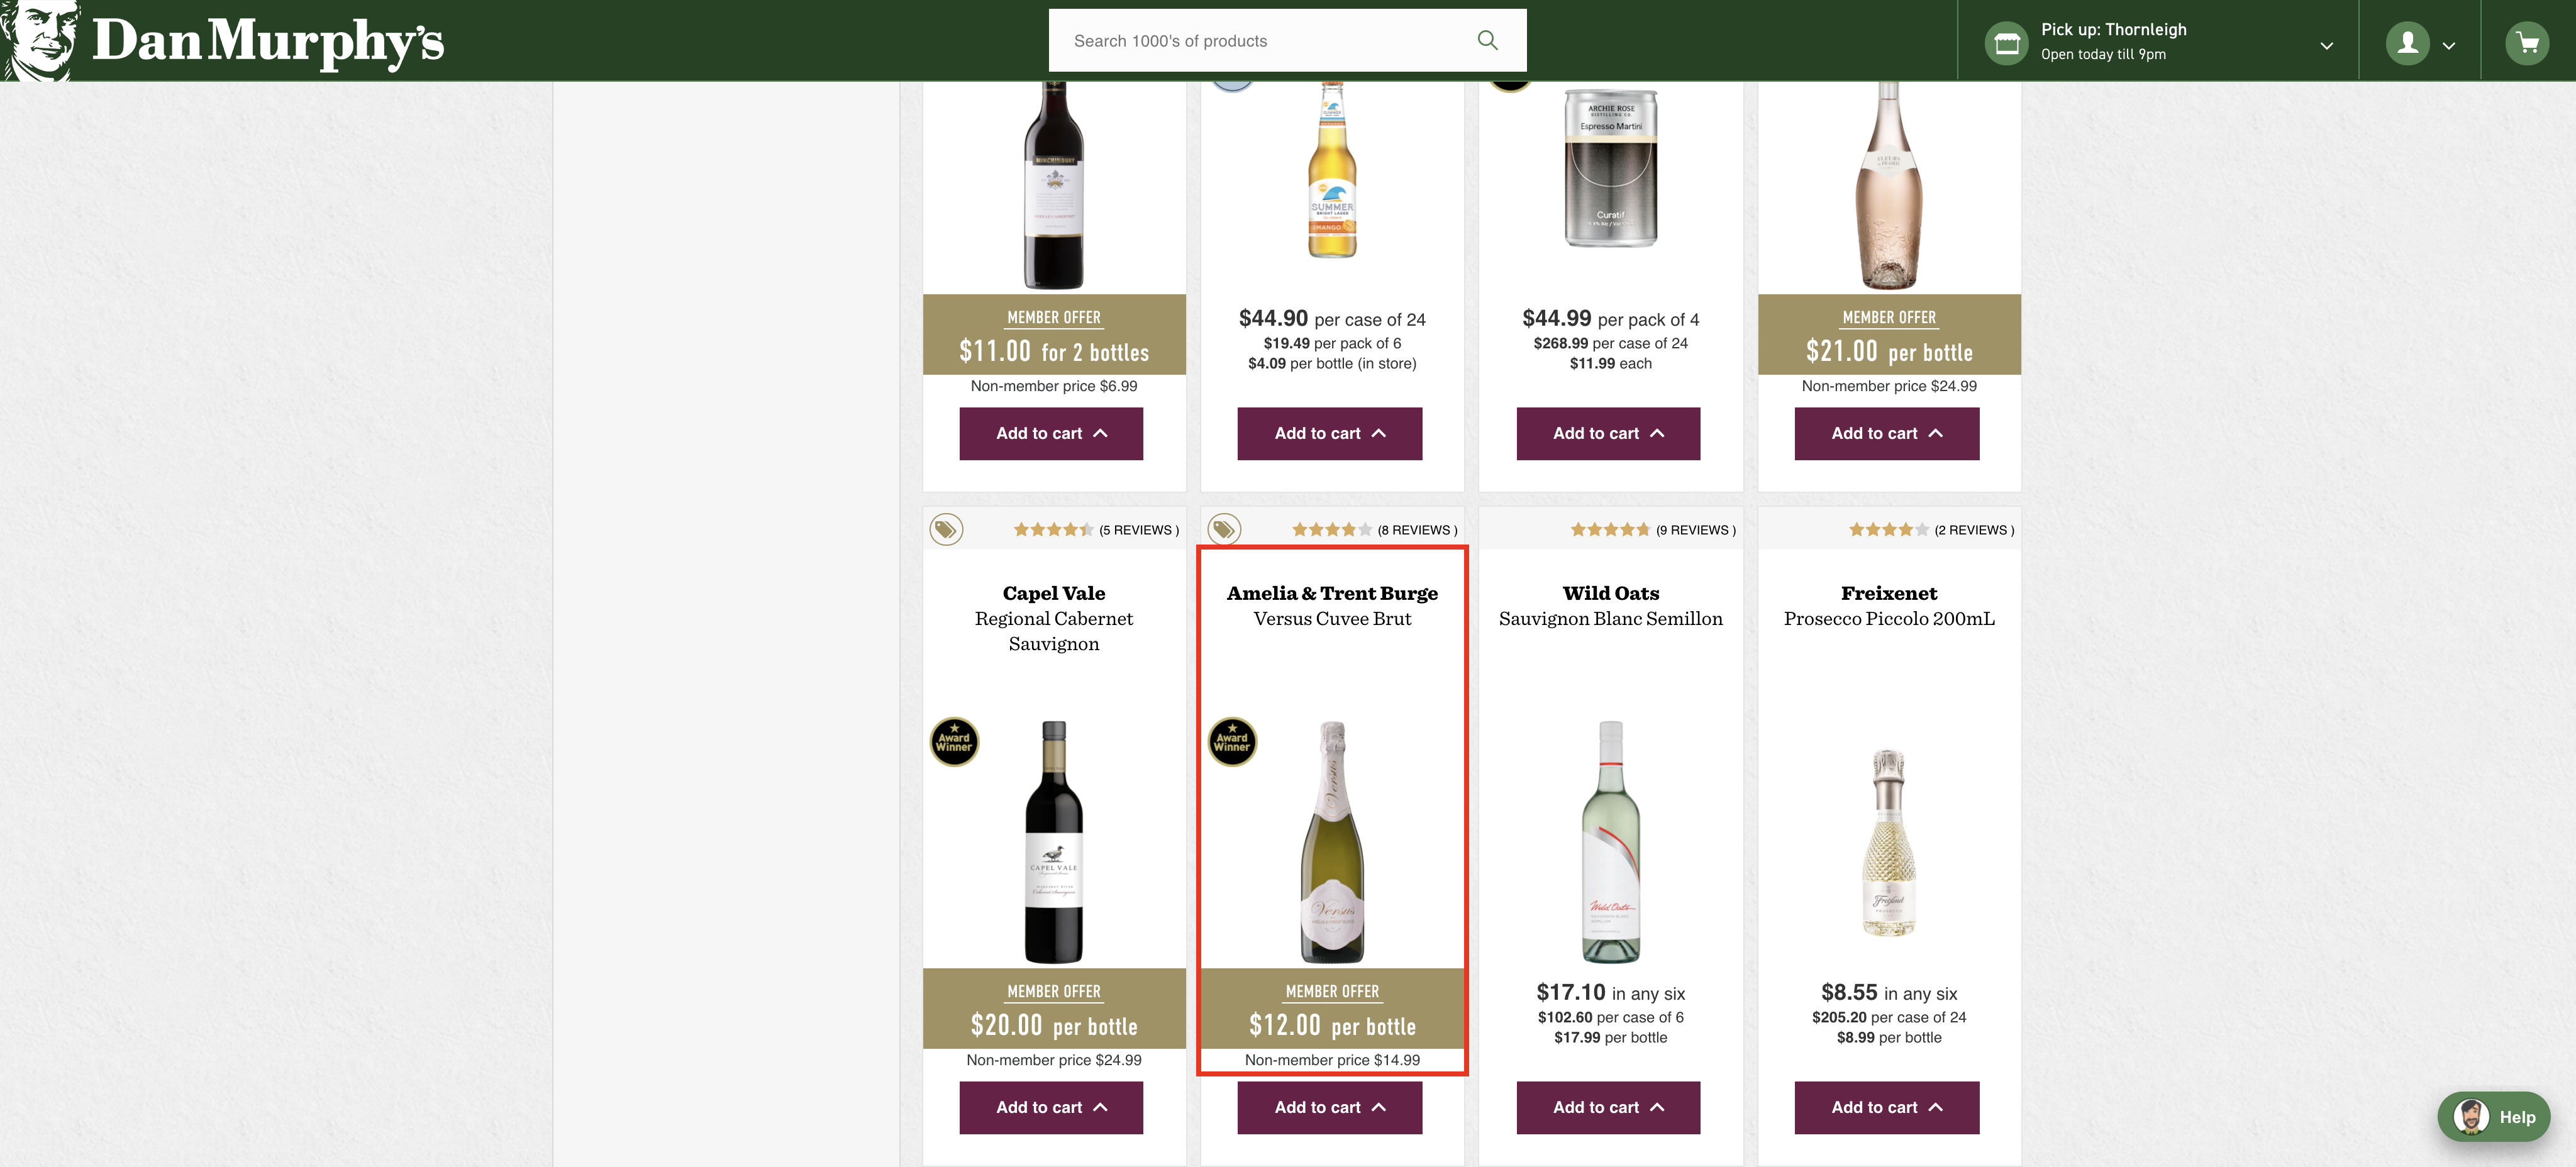 Dan Murphy's
Search 1000's of products
Pick up: Thornleigh
Open today till 9pm
MINCHINBURY
SUMMER
BRIGHT LAGER
MANGO
ARCHIE ROSE
DISTILLING CO.
Espresso Martini
Curatif
MEMBER OFFER
$11.00 for 2 bottles
Non-member price $6.99
Add to cart
$44.90 per case of 24
$19.49 per pack of 6
$4.09 per bottle (in store)
Add to cart
$44.99 per pack of 4
$268.99 per case of 24
$11.99 each
Add to cart
MEMBER OFFER
$21.00 per bottle
Non-member price $24.99
Add to cart
(5 REVIEWS )
Capel Vale
Regional Cabernet
Sauvignon
Award
Winner
CAPEL VALE
MEMBER OFFER
$20.00 per bottle
Non-member price $24.99
Add to cart
(8 REVIEWS )
Amelia & Trent Burge
Versus Cuvee Brut
Award
Winner
Versus
Versus
MEMBER OFFER
$12.00 per bottle
Non-member price $14.99
Add to cart
(9 REVIEWS )
Wild Oats
Sauvignon Blanc Semillon
Wild Oats
$17.10 in any six
$102.60 per case of 6
$17.99 per bottle
Add to cart
(2 REVIEWS )
Freixenet
Prosecco Piccolo 200mL
Freixenet
$8.55 in any six
$205.20 per case of 24
$8.99 per bottle
Add to cart
Help